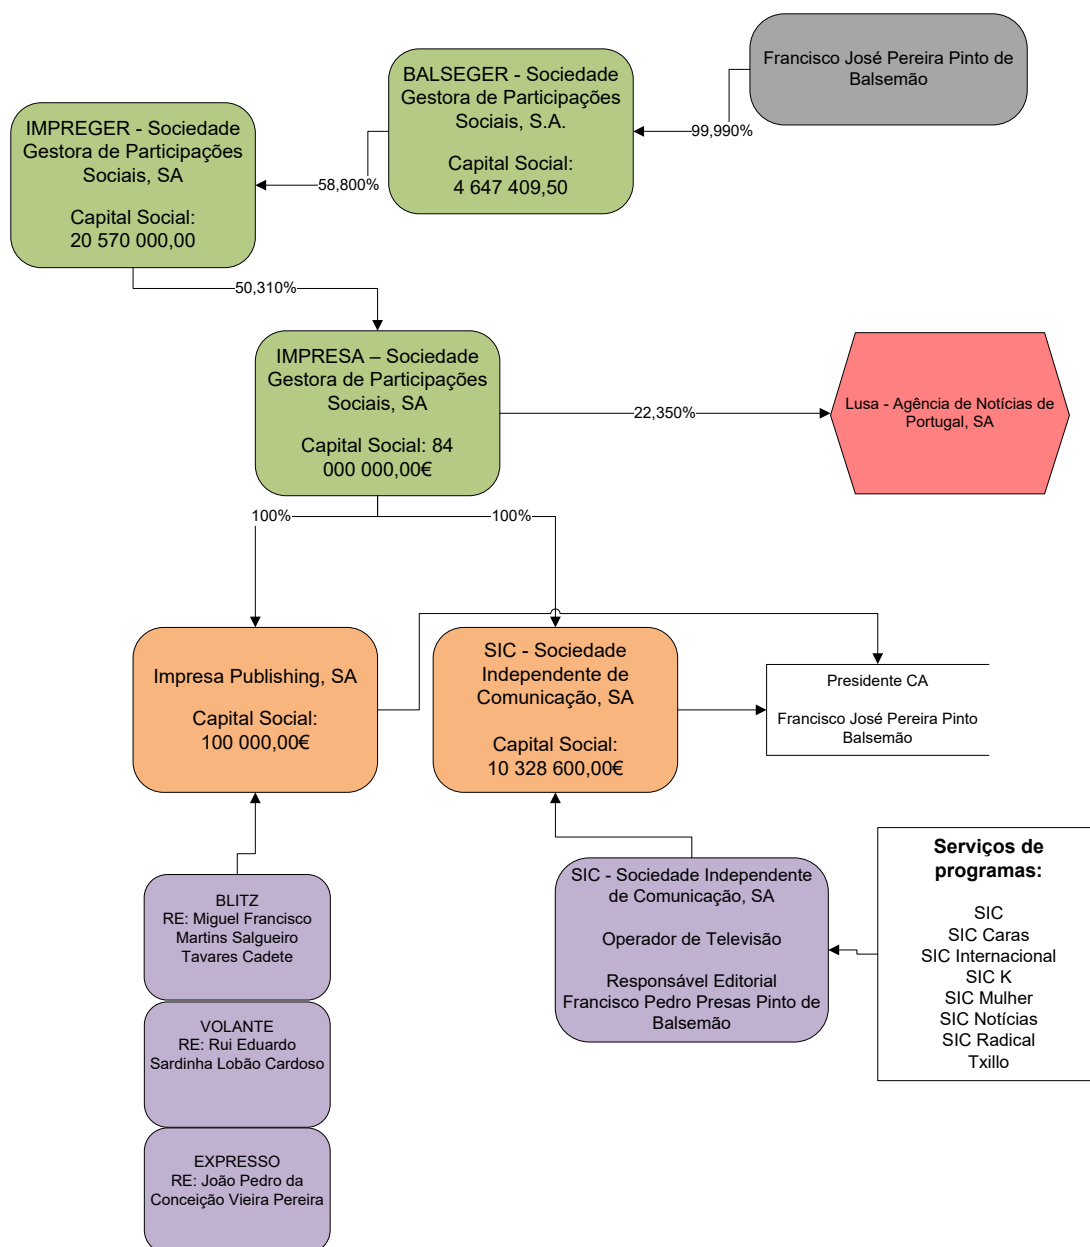 Francisco José Pereira Pinto de
Balsemão
BALSEGER - Sociedade
Gestora de Participações
Sociais, S.A.
Capital Social:
4 647 409,50
99,990%
IMPREGER - Sociedade
Gestora de Participações
Sociais, SA
Capital Social:
20 570 000,00
58,800%
50,310%
IMPRESA – Sociedade
Gestora de Participações
Sociais, SA
Capital Social: 84
000 000,00€
22,350%
Lusa - Agência de Notícias de
Portugal, SA
100%
100%
Impresa Publishing, SA
Capital Social:
100 000,00€
SIC - Sociedade
Independente de
Comunicação, SA
Capital Social:
10 328 600,00€
Presidente CA
Francisco José Pereira Pinto
Balsemão
BLITZ
RE: Miguel Francisco
Martins Salgueiro
Tavares Cadete
VOLANTE
RE: Rui Eduardo
Sardinha Lobão Cardoso
EXPRESSO
RE: João Pedro da
Conceição Vieira Pereira
SIC - Sociedade Independente
de Comunicação, SA
Operador de Televisão
Responsável Editorial
Francisco Pedro Presas Pinto de
Balsemão
Serviços de
programas:
SIC
SIC Caras
SIC Internacional
SIC K
SIC Mulher
SIC Notícias
SIC Radical
Txillo